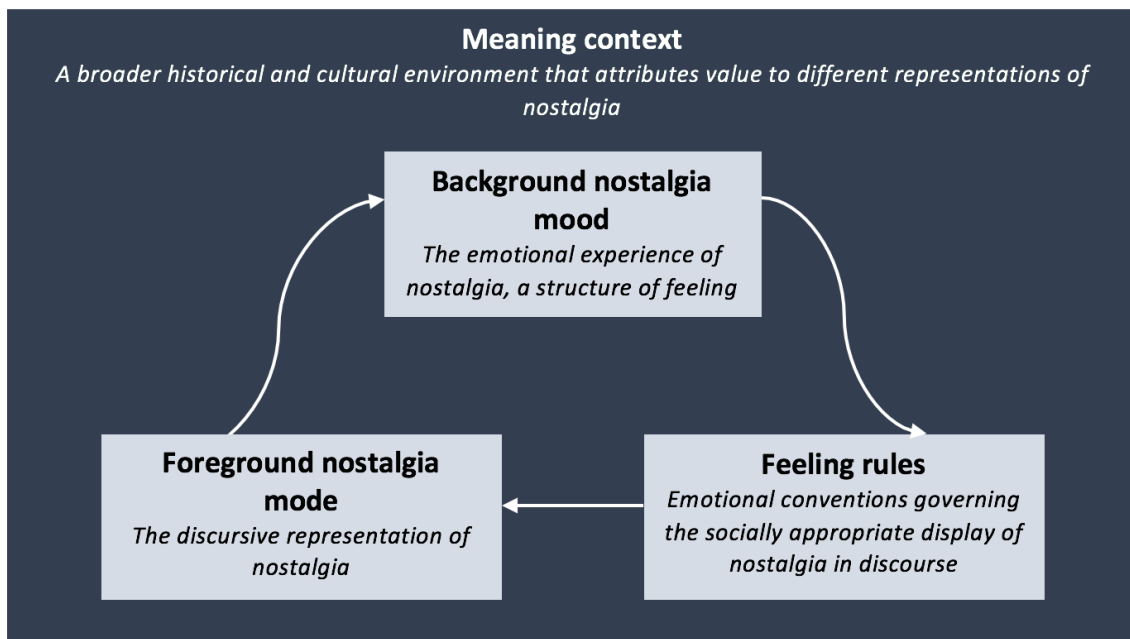 Meaning context
A broader historical and cultural environment that attributes value to different representations of
nostalgia
Background nostalgia
mood
The emotional experience of
nostalgia, a structure of feeling
Foreground nostalgia
mode
The discursive representation of
nostalgia
Feeling rules
Emotional conventions governing
the socially appropriate display of
nostalgia in discourse